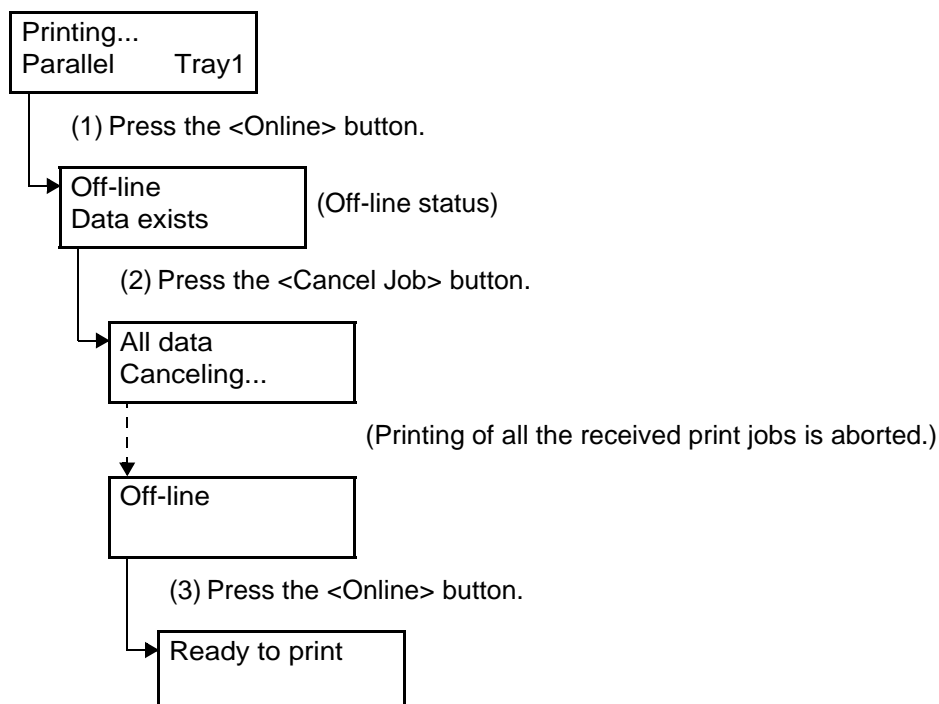 Printing...
Parallel Tray1
(1) Press the <Online> button.
Off-line
Data exists
(Off-line status)
(2) Press the <Cancel Job> button.
All data
Canceling...
(Printing of all the received print jobs is aborted.)
Off-line
(3) Press the <Online> button.
Ready to print